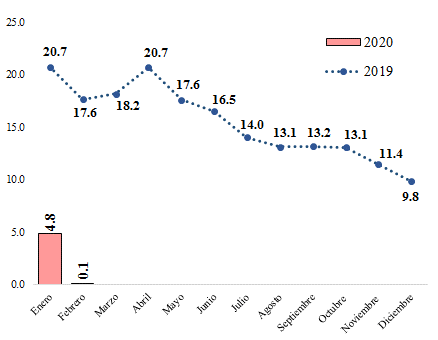 25.0
20.0
15.0
10.0
5.0
0.0
2020
2019
20.7
17.6
18.2
20.7
17.6
16.5
14.0
13.1
13.2
13.1
11.4
9.8
4.8
0.1
Enero
Febrero
Marzo
Abril
Mayo
Junio
Julio
Agosto
Septiembre
Octubre
Noviembre
Diciembre